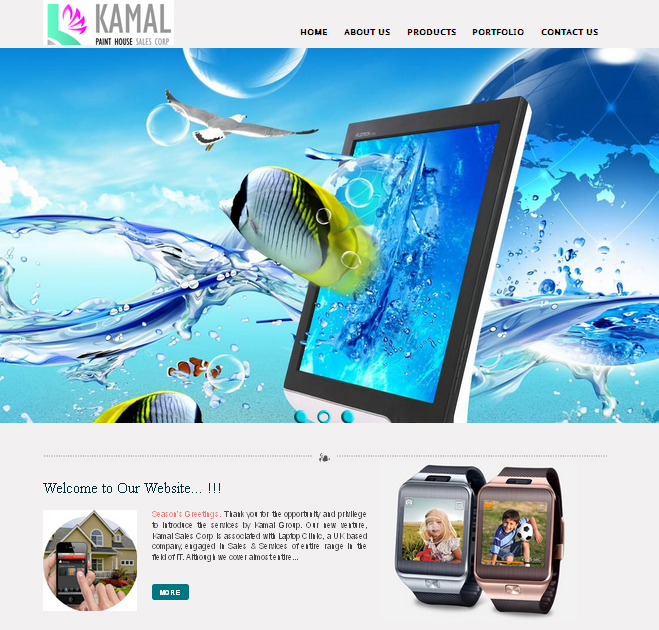 KAMAL
PAINT HOUSE SALES CORP
HOME ABOUT US PRODUCTS PORTFOLIO CONTACT US
Welcome to Our Website... !!!
Season's Greetings. Thank you for the opportunity and privilege
to introduce the services by Kamal Group. Our new venture,
Kamal Sales Corp. is associated with Laptop Clinic, a UK based
company, engaged in Sales & Services of entire range in the
field of IT. Although we cover almost entire...
MORE